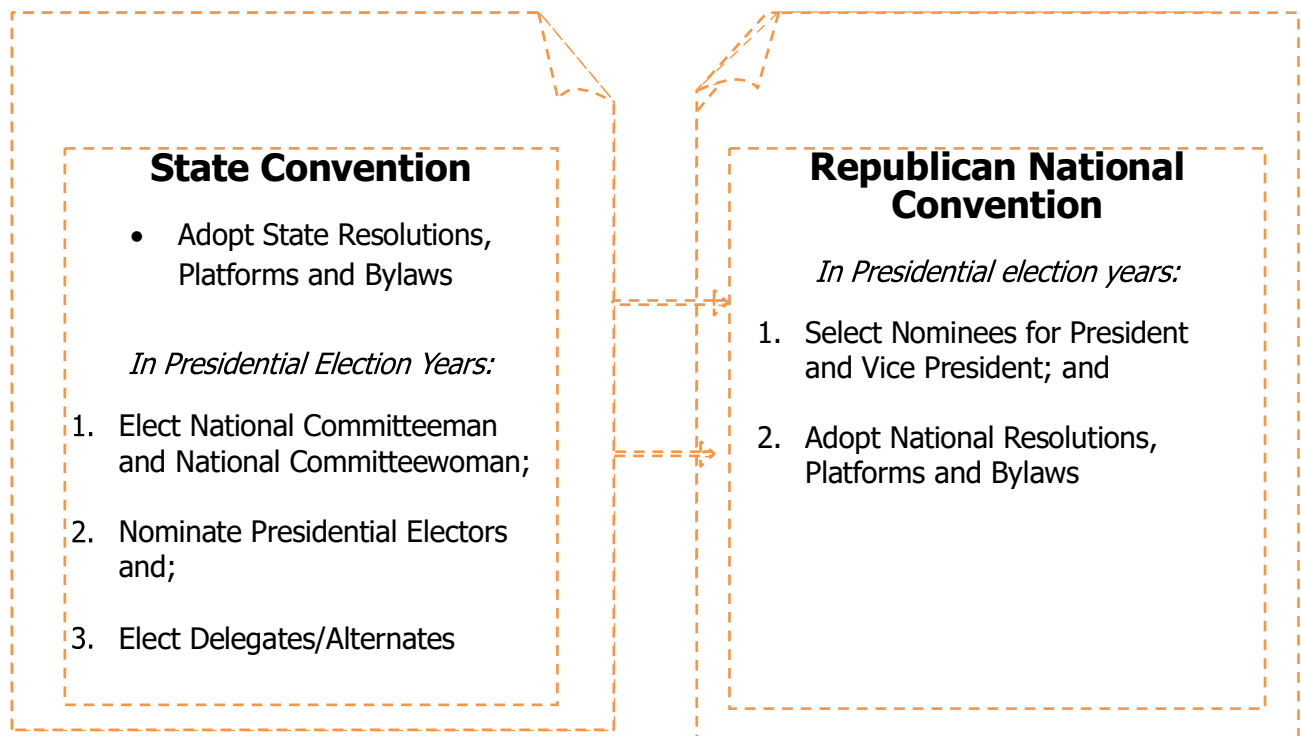 State Convention
• Adopt State Resolutions,
Platforms and Bylaws
In Presidential Election Years:
1. Elect National Committeeman
and National Committeewoman;
2. Nominate Presidential Electors
and;
3. Elect Delegates/Alternates
Republican National
Convention
In Presidential election years:
1. Select Nominees for President
and Vice President; and
2. Adopt National Resolutions,
Platforms and Bylaws